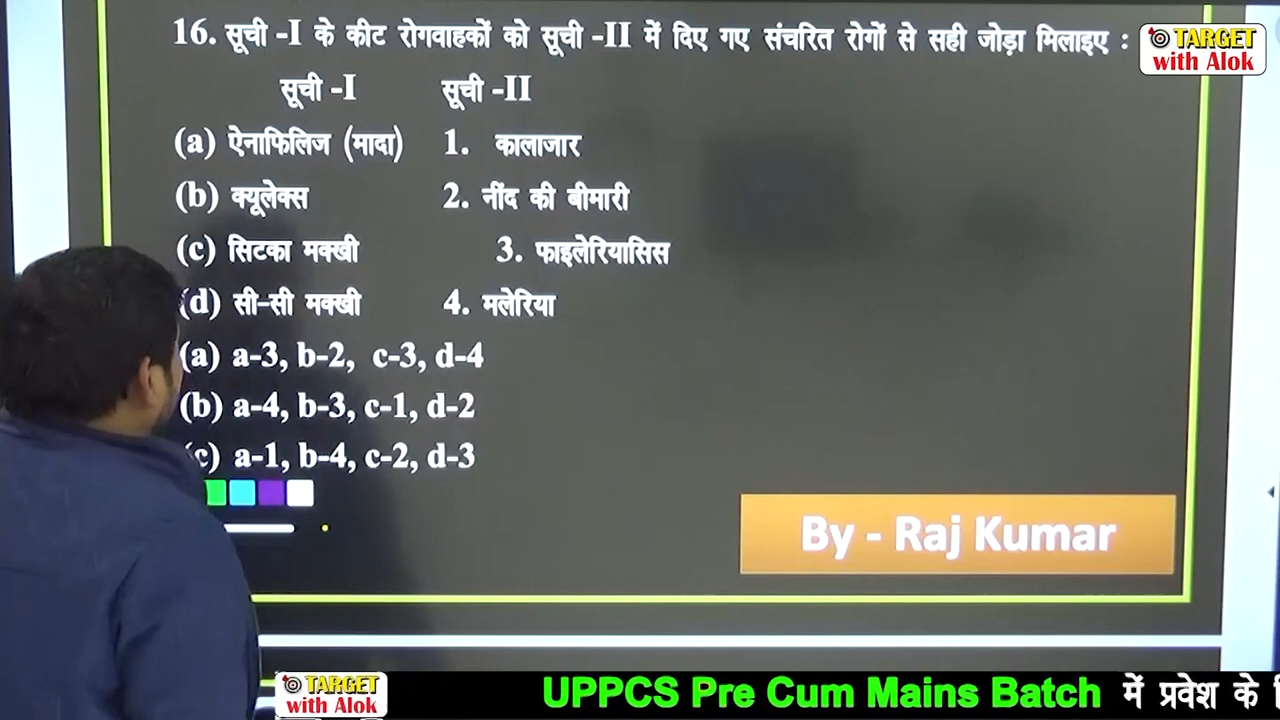 16. सूची -I के कीट रोगवाहकों को सूची -II में दिए गए संचरित रोगों से सही जोड़ा मिलाइए :
TARGET
with Alok
सूची -I सूची -II
(a) ऐनाफिलिज (मादा) 1. कालाजार
(b) क्यूलेक्स 2. नींद की बीमारी
(c) सिटका मक्खी 3. फाइलेरियासिस
(d) सी-सी मक्खी 4. मलेरिया
(a) a-3, b-2, c-3, d-4
(b) a-4, b-3, c-1, d-2
c) a-1, b-4, c-2, d-3
By - Raj Kumar
TARGET
with Alok
UPPCS Pre Cum Mains Batch में प्रवेश के